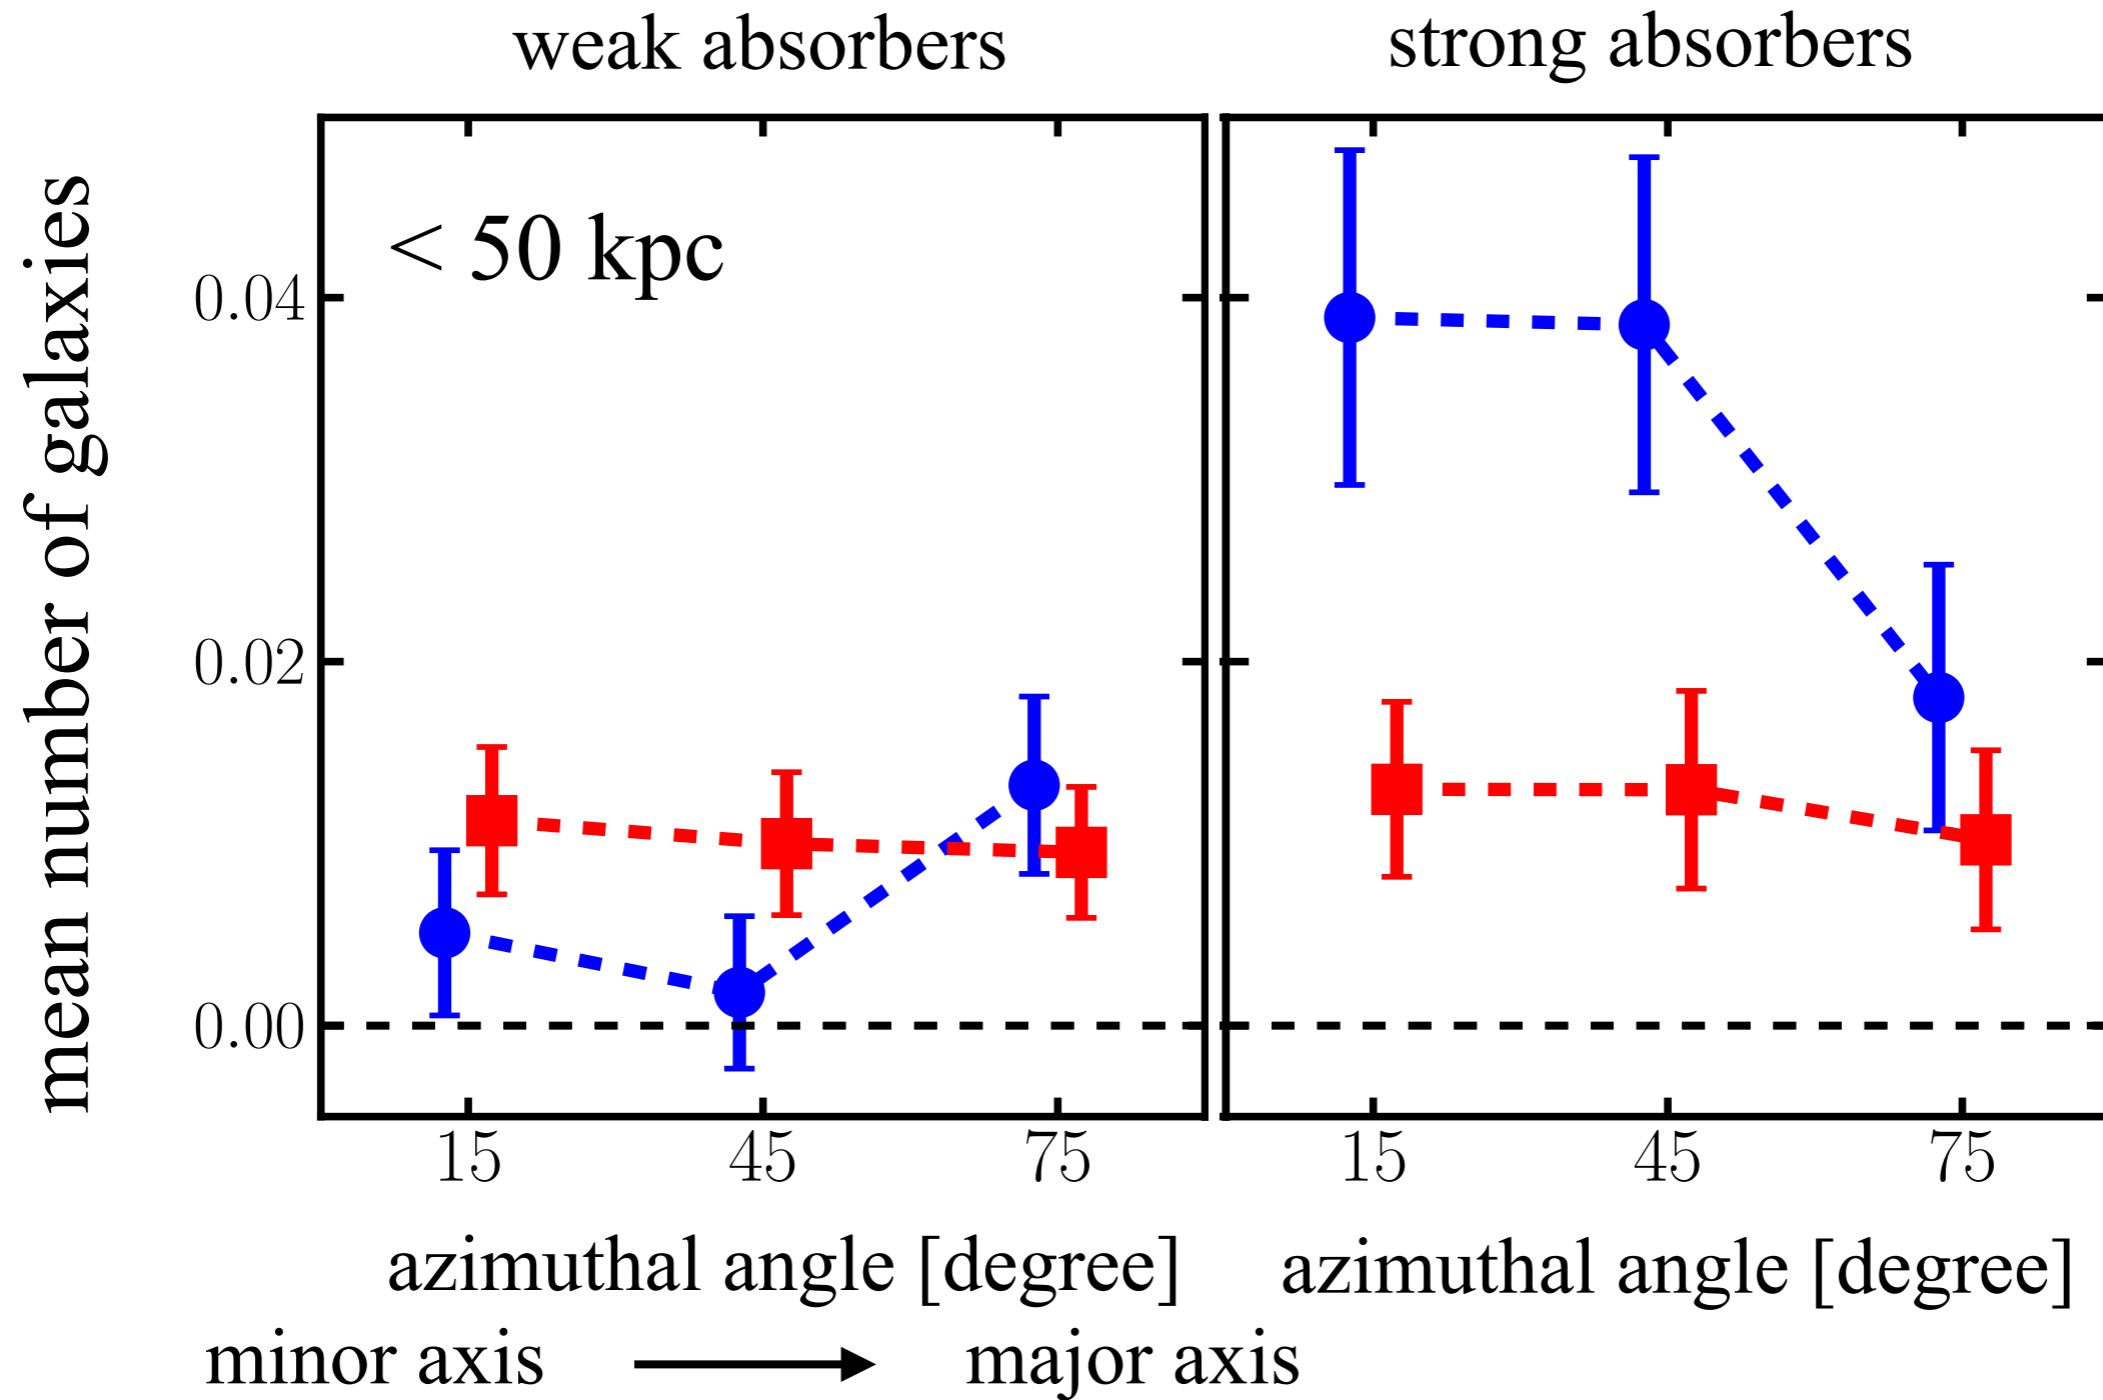 weak absorbers
strong absorbers
< 50 kpc
mean number of galaxies
0.04
0.02
0.00
15 45 75
15 45 75
azimuthal angle [degree]
azimuthal angle [degree]
minor axis
major axis